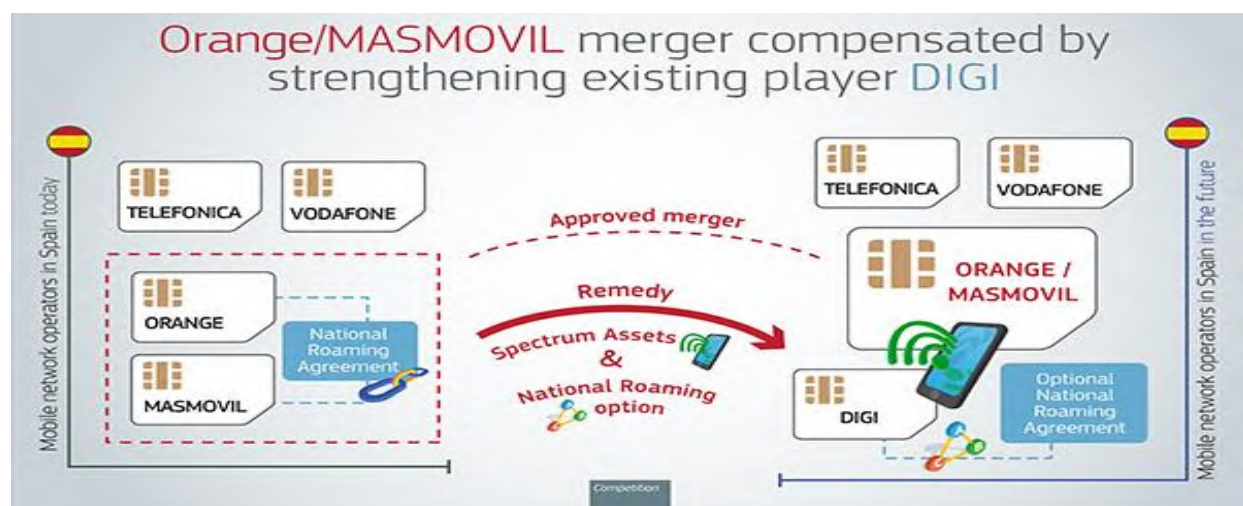 Orange/MASMOVIL merger compensated by
strengthening existing player DIGI
Mobile network operators in Spain today
TELEFONICA
VODAFONE
ORANGE
MASMOVIL
National
Roaming
Agreement
Approved merger
Remedy
Spectrum Assets
&
National Roaming
option
TELEFONICA
VODAFONE
ORANGE /
MASMOVIL
DIGI
Optional
National
Roaming
Agreement
Mobile network operators in Spain in the future
Competition